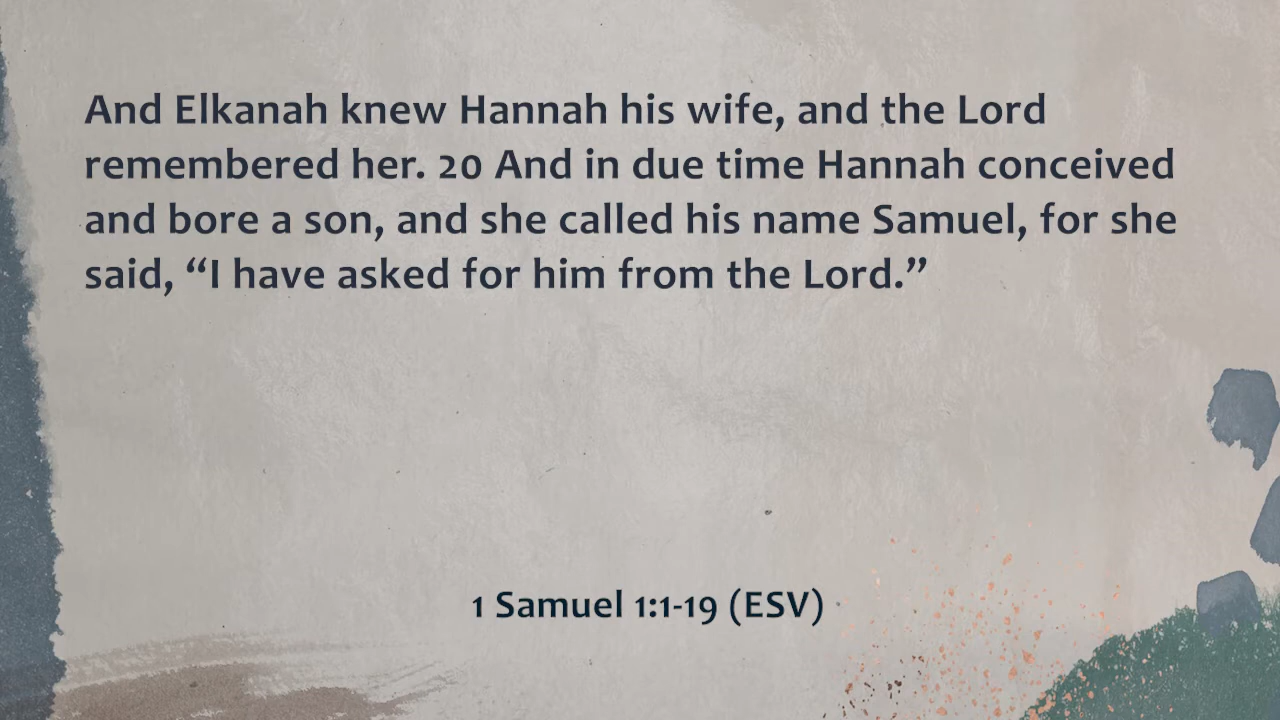 And Elkanah knew Hannah his wife, and the Lord
remembered her. 20 And in due time Hannah conceived
and bore a son, and she called his name Samuel, for she
said, “I have asked for him from the Lord.”
1 Samuel 1:1-19 (ESV)